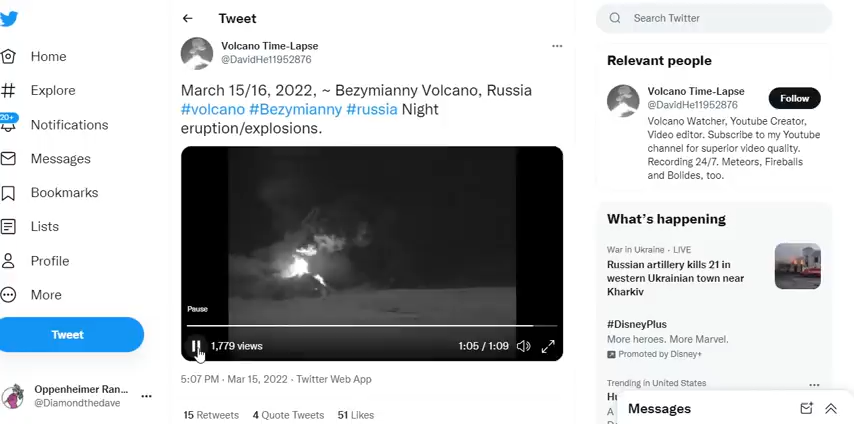 Tweet
Search Twitter
Home
Explore
20+
Notifications
Messages
Bookmarks
Lists
Profile
More
Tweet
Oppenheimer Ran...
@Diamondthedave
Volcano Time-Lapse
@DavidHe11952876
March 15/16, 2022, ~ Bezymianny Volcano, Russia
#volcano #Bezymianny #russia Night
eruption/explosions.
Pause
1,779 views
1:05 / 1:09
5:07 PM · Mar 15, 2022 · Twitter Web App
15 Retweets 4 Quote Tweets 51 Likes
Relevant people
Volcano Time-Lapse
@DavidHe11952876
Follow
Volcano Watcher, Youtube Creator,
Video editor. Subscribe to my Youtube
channel for superior video quality.
Recording 24/7. Meteors, Fireballs
and Bolides, too.
What's happening
War in Ukraine · LIVE
Russian artillery kills 21 in
western Ukrainian town near
Kharkiv
#DisneyPlus
More heroes. More Marvel.
Promoted by Disney+
Trending in United States
Messages